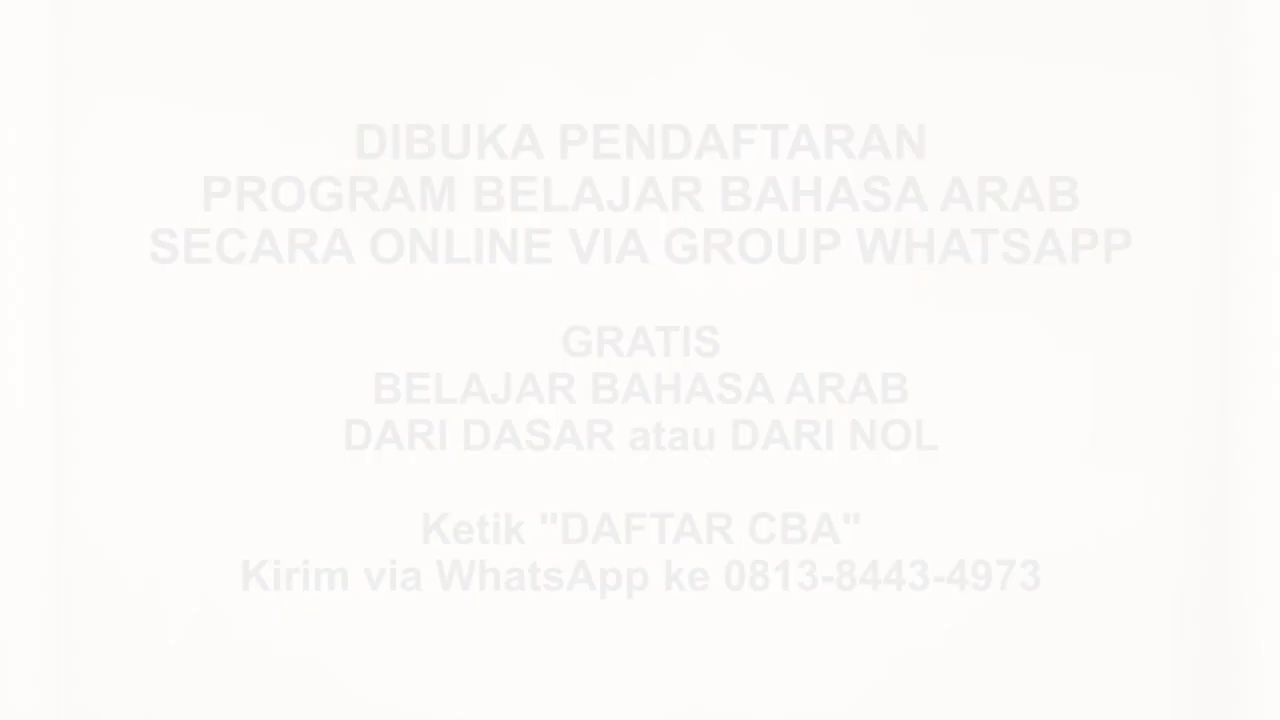 DIBUKA PENDAFTARAN
PROGRAM BELAJAR BAHASA ARAB
SECARA ONLINE VIA GROUP WHATSAPP
GRATIS
BELAJAR BAHASA ARAB
DARI DASAR atau DARI NOL
Ketik "DAFTAR CBA"
Kirim via WhatsApp ke 0813-8443-4973